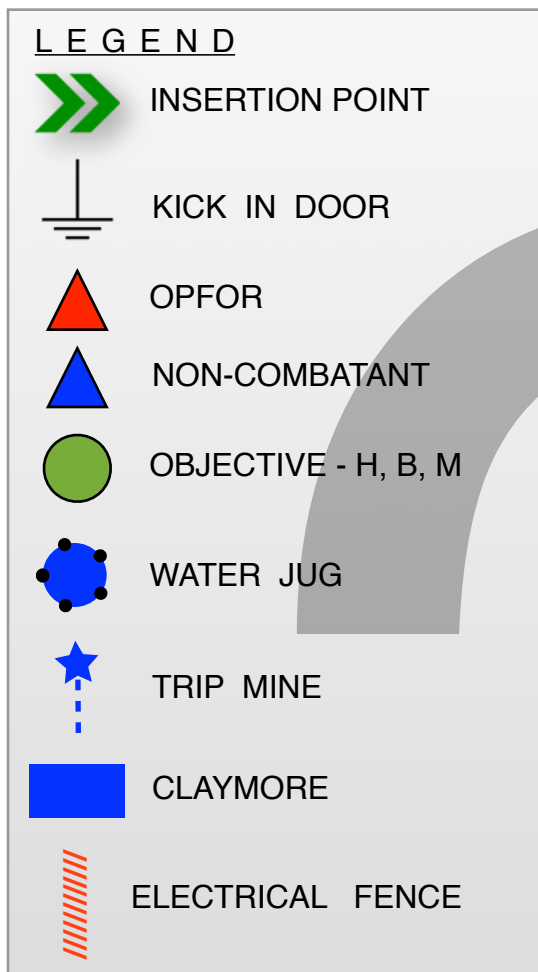 L E G E N D
INSERTION POINT
KICK IN DOOR
OPFOR
NON-COMBATANT
OBJECTIVE - H, B, M
WATER JUG
TRIP MINE
CLAYMORE
ELECTRICAL FENCE